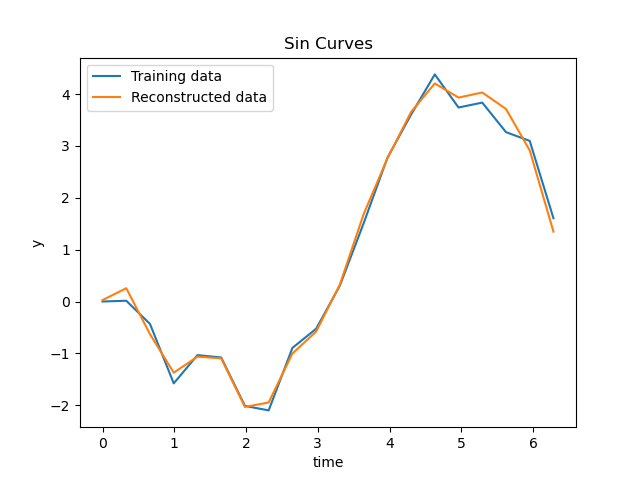 Sin Curves
Training data
Reconstructed data
4
3
2
1
0
−1
−2
y
0 1 2 3 4 5 6
time